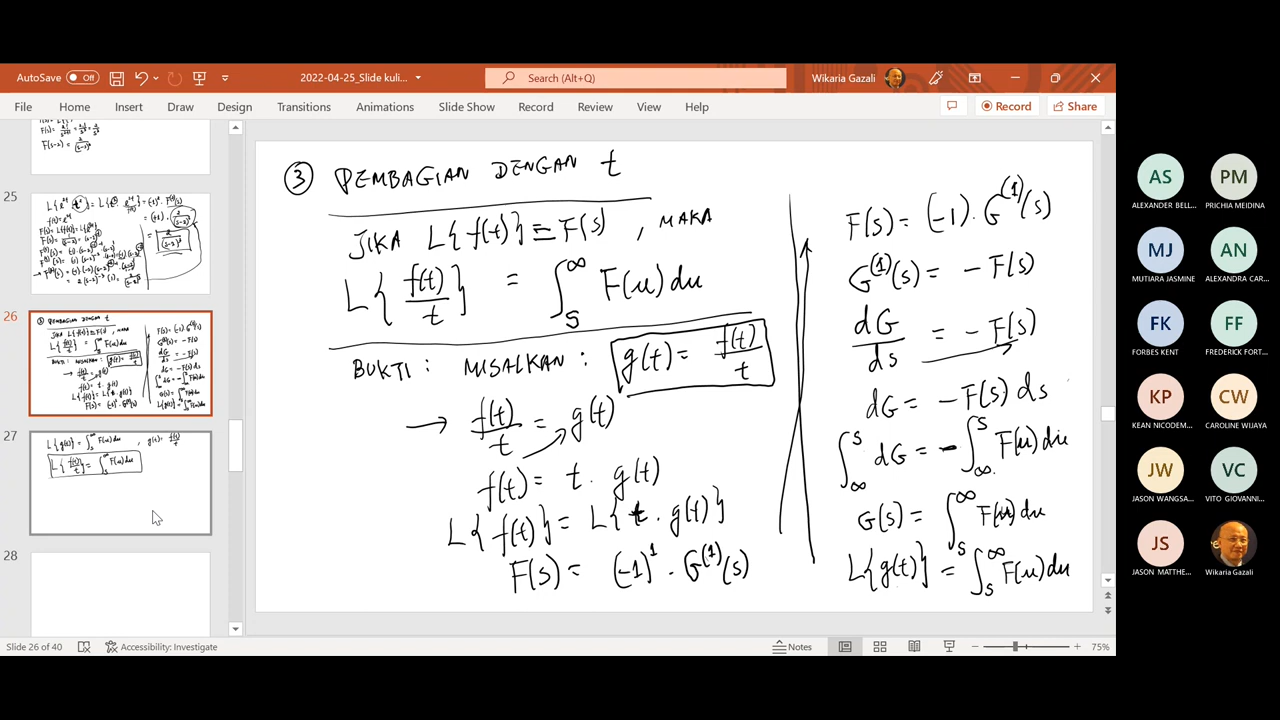 AutoSave Off
2022-04-25_Slide kuli...
Search (Alt+Q)
Wikaria Gazali
File Home Insert Draw Design Transitions Animations Slide Show Record Review View Help
Record Share
25
26
27
28
L{g(t)} = ∫_s^∞ F(u)du , g(t) = f(t)/t
L{f(t)/t} = ∫_s^∞ F(u)du
③ PEMBAGIAN DENGAN t
JIKA L{f(t)} = F(s) , MAKA
L{f(t)/t} = ∫_s^∞ F(u)du
BUKTI : MISALKAN : g(t) = f(t)/t
→ f(t)/t = g(t)
f(t) = t . g(t)
L{f(t)} = L{t . g(t)}
F(s) = (-1)^1 . G^(1)(s)
F(s) = (-1) . G^(1)(s)
G^(1)(s) = - F(s)
dG/ds = - F(s)
dG = - F(s) ds
∫_∞^s dG = - ∫_∞^s F(u)du
G(s) = ∫_s^∞ F(u)du
L{g(t)} = ∫_s^∞ F(u)du
AS
ALEXANDER BELL...
PM
PRICHIA MEIDINA
MJ
MUTIARA JASMINE
AN
ALEXANDRA CAR...
FK
FORBES KENT
FF
FREDERICK FORT...
KP
KEAN NICODEM...
CW
CAROLINE WIJAYA
JW
JASON WANGSA...
VC
VITO GIOVANNI...
JS
JASON MATTHE...
Wikaria Gazali
Slide 26 of 40
Accessibility: Investigate
Notes
75%